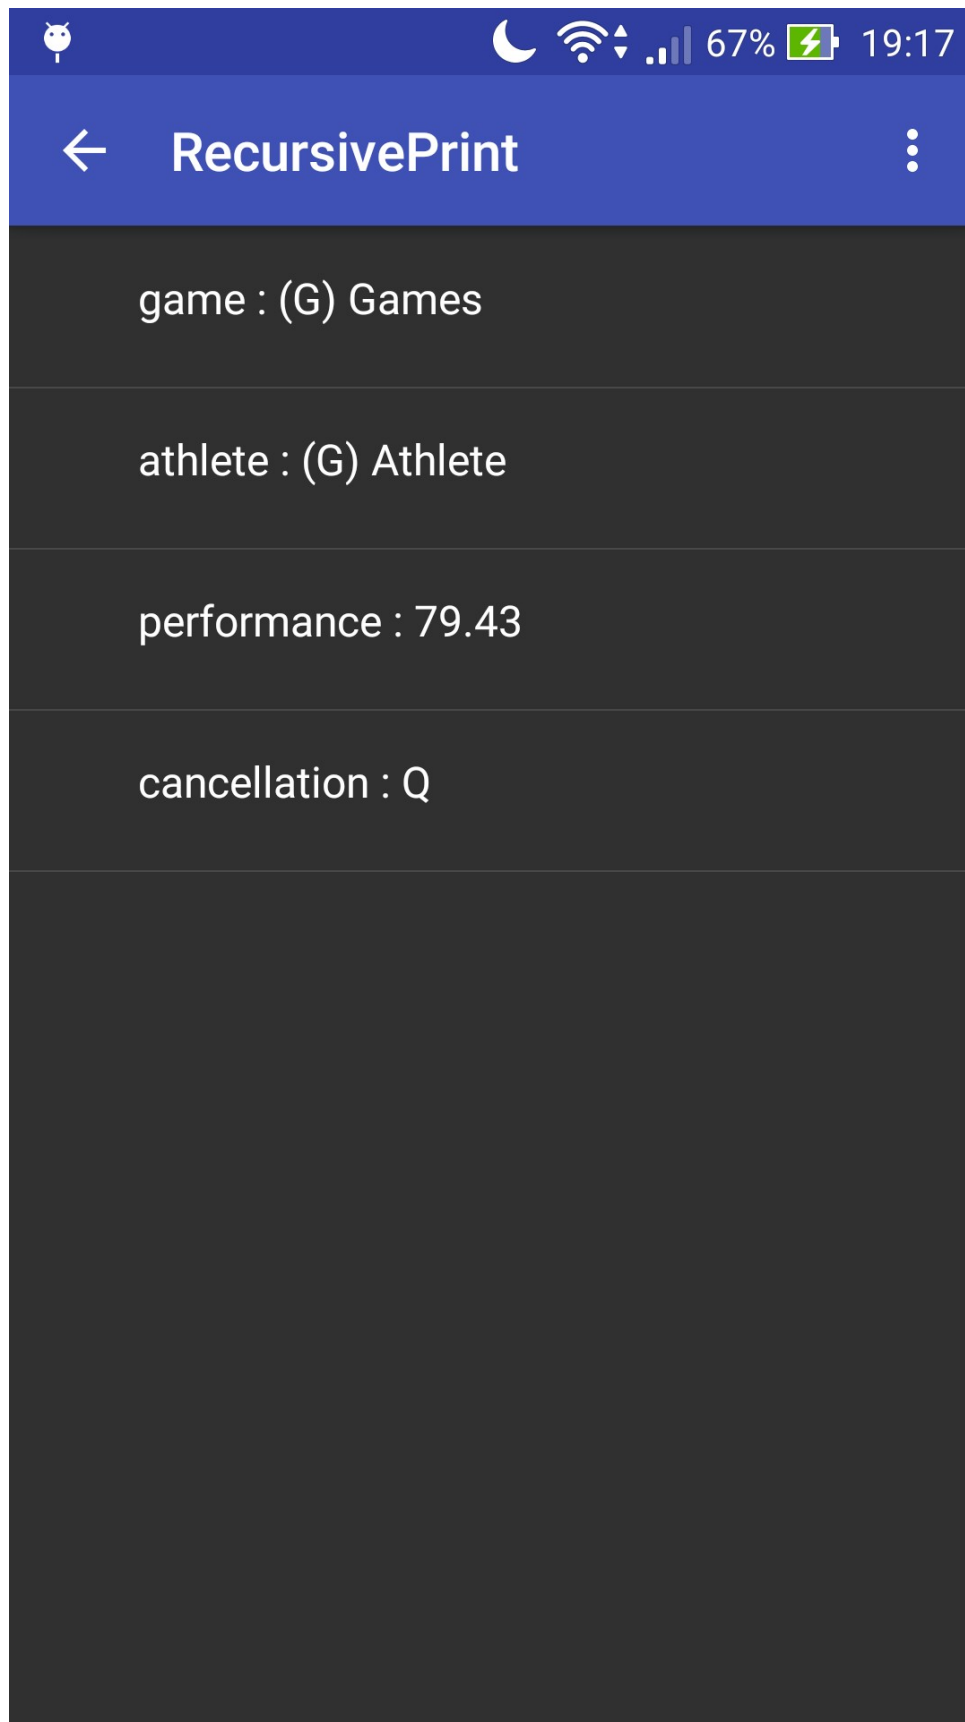 67% 19:17
RecursivePrint
game : (G) Games
athlete : (G) Athlete
performance : 79.43
cancellation : Q